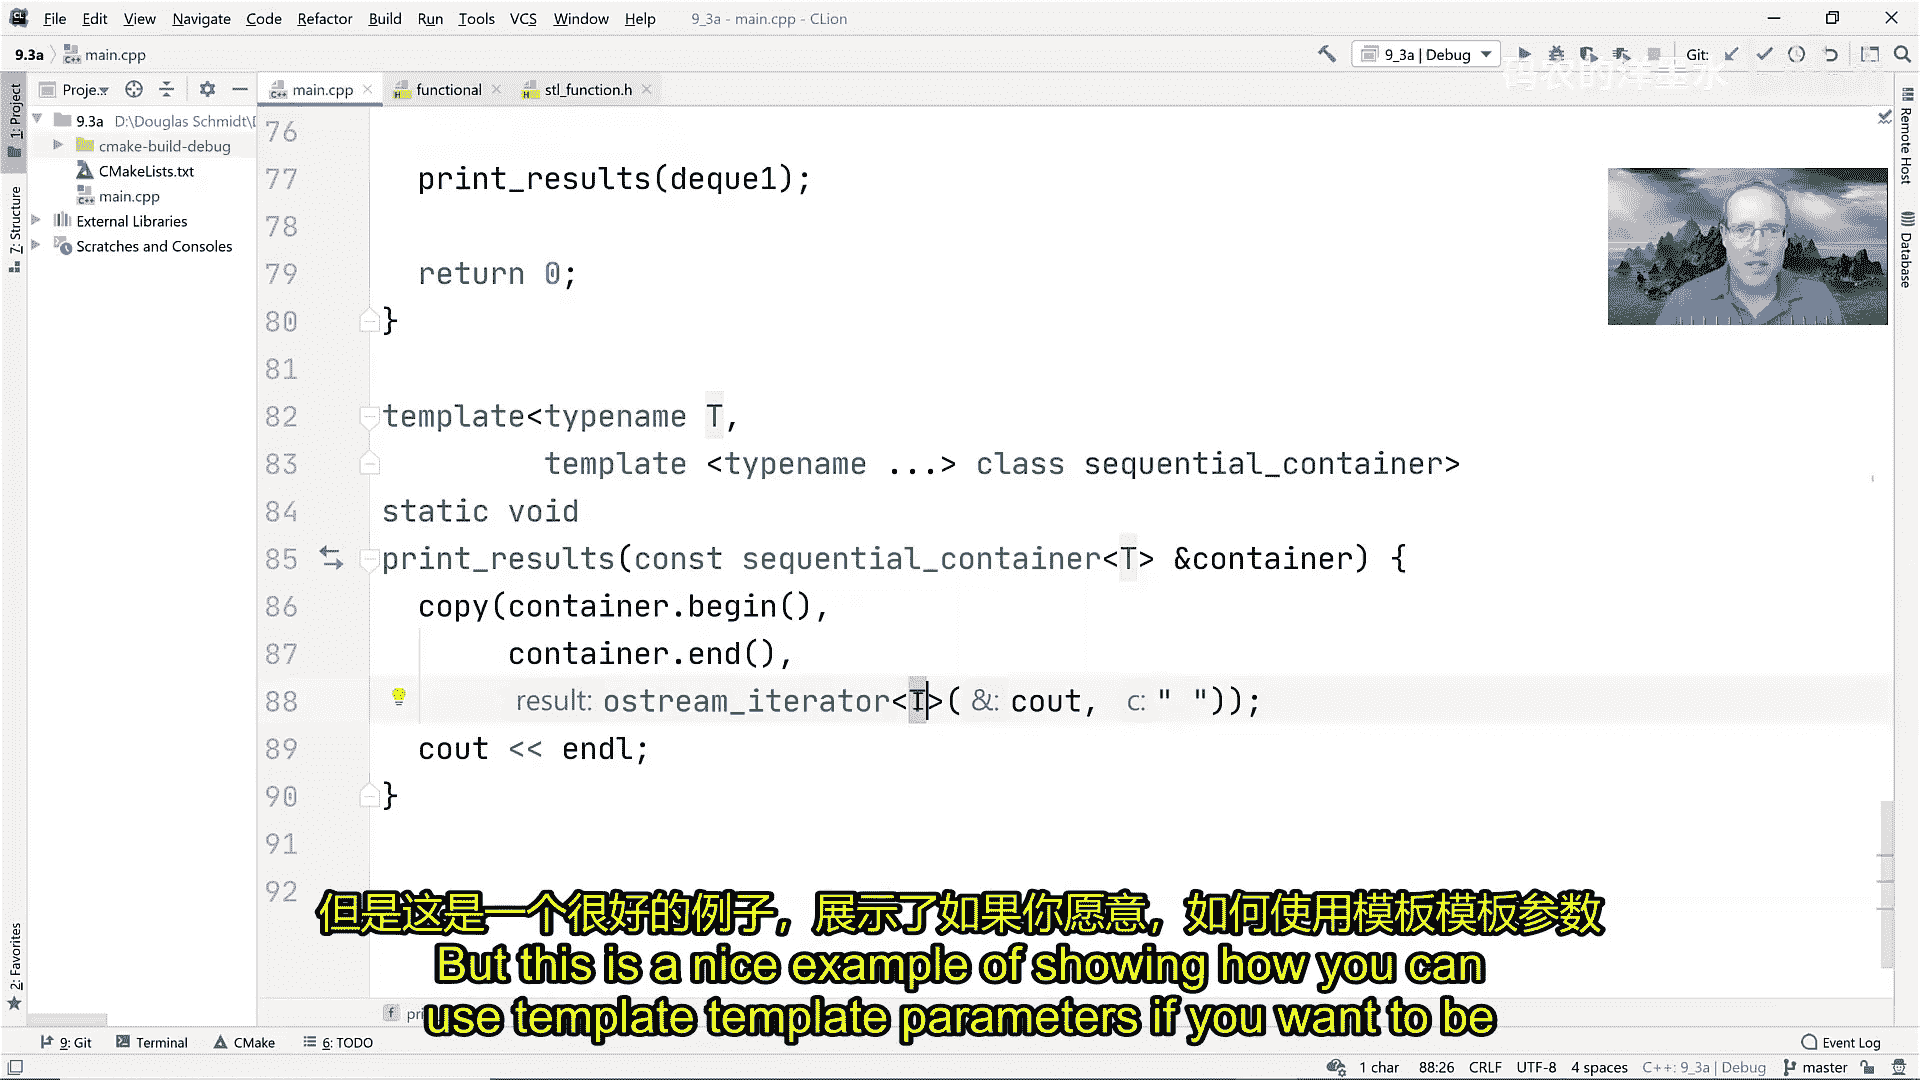 File Edit View Navigate Code Refactor Build Run Tools VCS Window Help 9_3a - main.cpp - CLion
9.3a main.cpp 9_3a | Debug Git:
码农的洋墨水
Proje... main.cpp functional stl_function.h
1: Project
7: Structure
2: Favorites
9.3a D:\Douglas Schmidt\
cmake-build-debug
CMakeLists.txt
main.cpp
External Libraries
Scratches and Consoles
Remote Host
Database
76
77 print_results(deque1);
78
79 return 0;
80 }
81
82 template<typename T,
83 template <typename ...> class sequential_container>
84 static void
85 print_results(const sequential_container<T> &container) {
86 copy(container.begin(),
87 container.end(),
88 result: ostream_iterator<T>( &: cout, c: " "));
89 cout << endl;
90 }
91
92
但是这是一个很好的例子，展示了如果你愿意，如何使用模板模板参数
But this is a nice example of showing how you can
use template template parameters if you want to be
9: Git Terminal CMake 6: TODO Event Log
1 char 88:26 CRLF UTF-8 4 spaces C++: 9_3a | Debug master